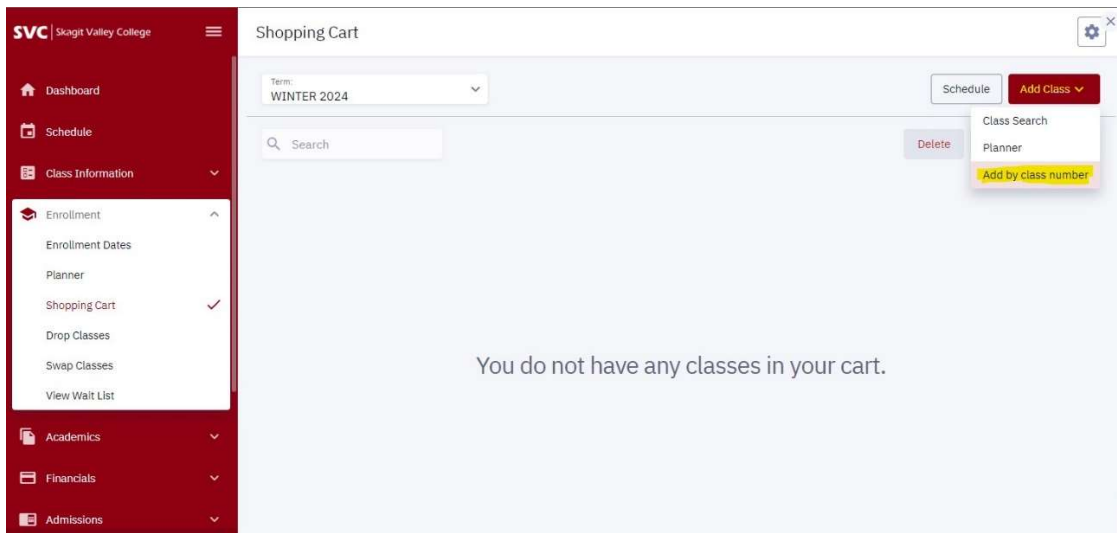 SVC Skagit Valley College
Dashboard
Schedule
Class Information
Enrollment
Enrollment Dates
Planner
Shopping Cart
Drop Classes
Swap Classes
View Wait List
Academics
Financials
Admissions
Shopping Cart
Term:
WINTER 2024
Schedule
Add Class
Class Search
Planner
Add by class number
Search
Delete
You do not have any classes in your cart.